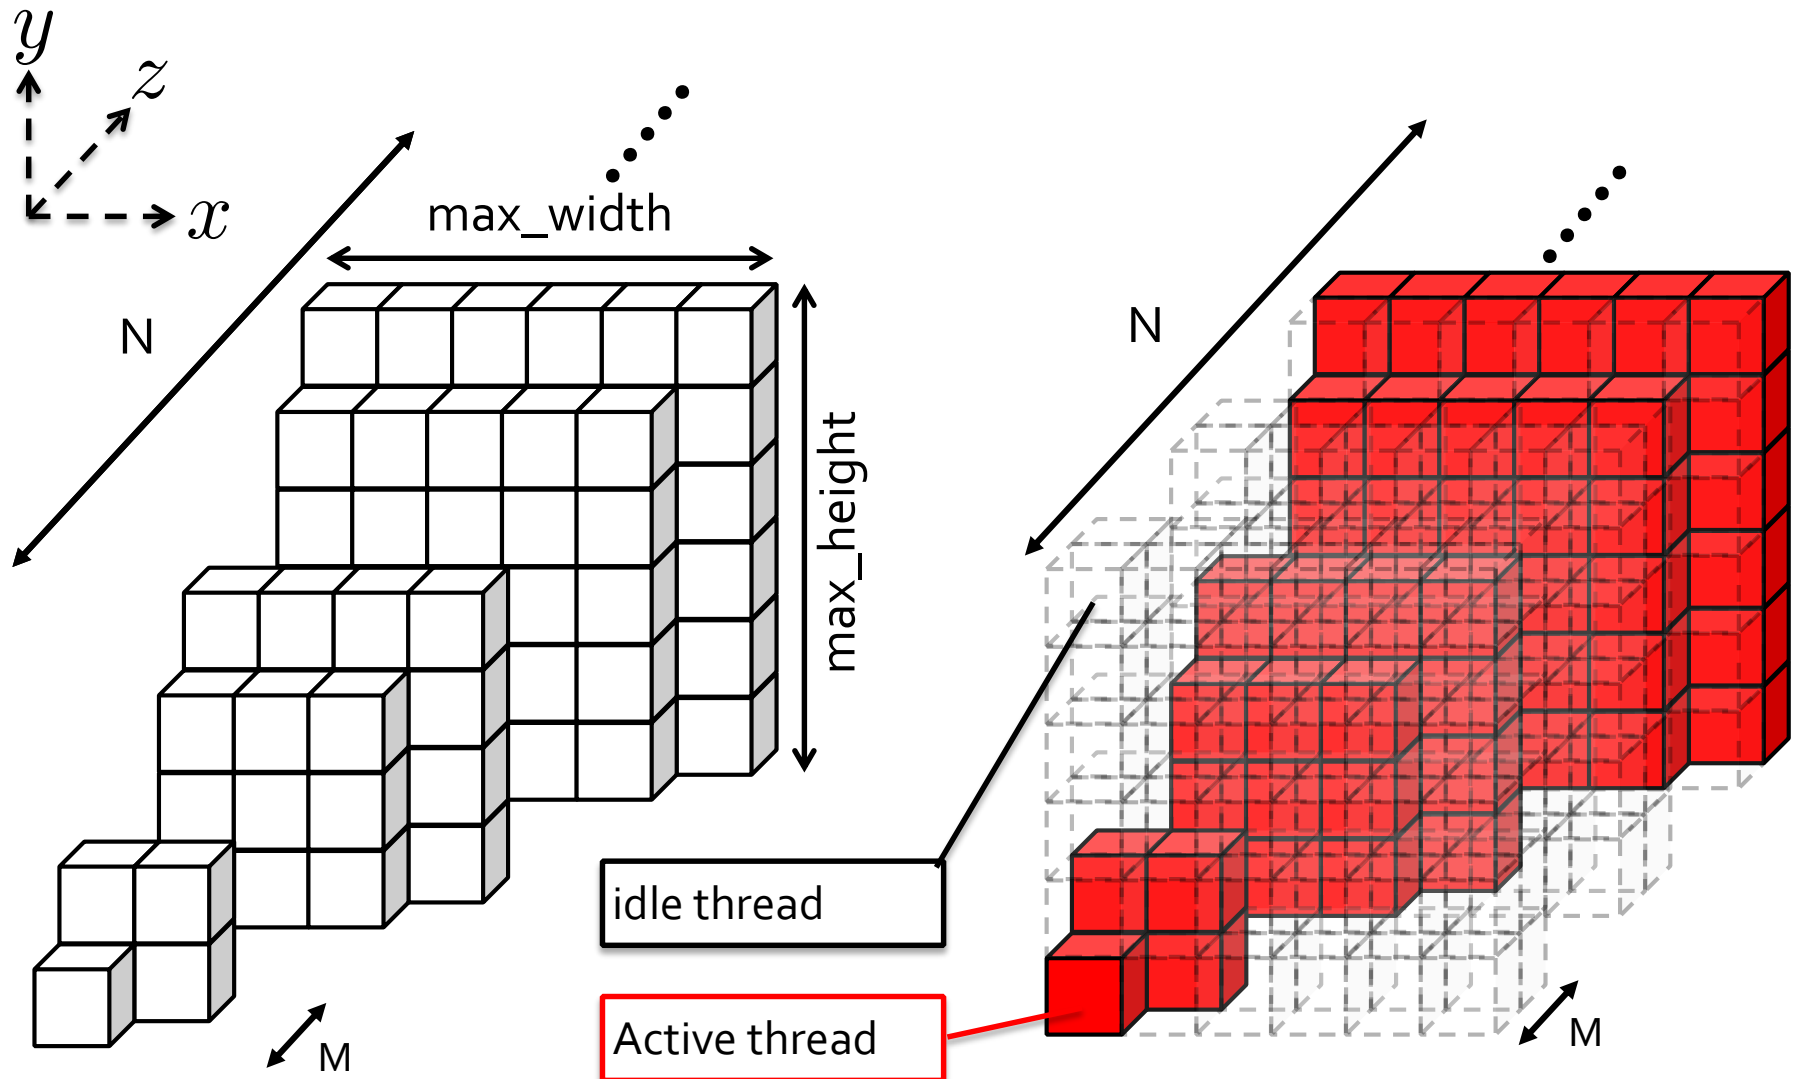 y
z
x
max_width
N
max_height
N
idle thread
Active thread
M
M